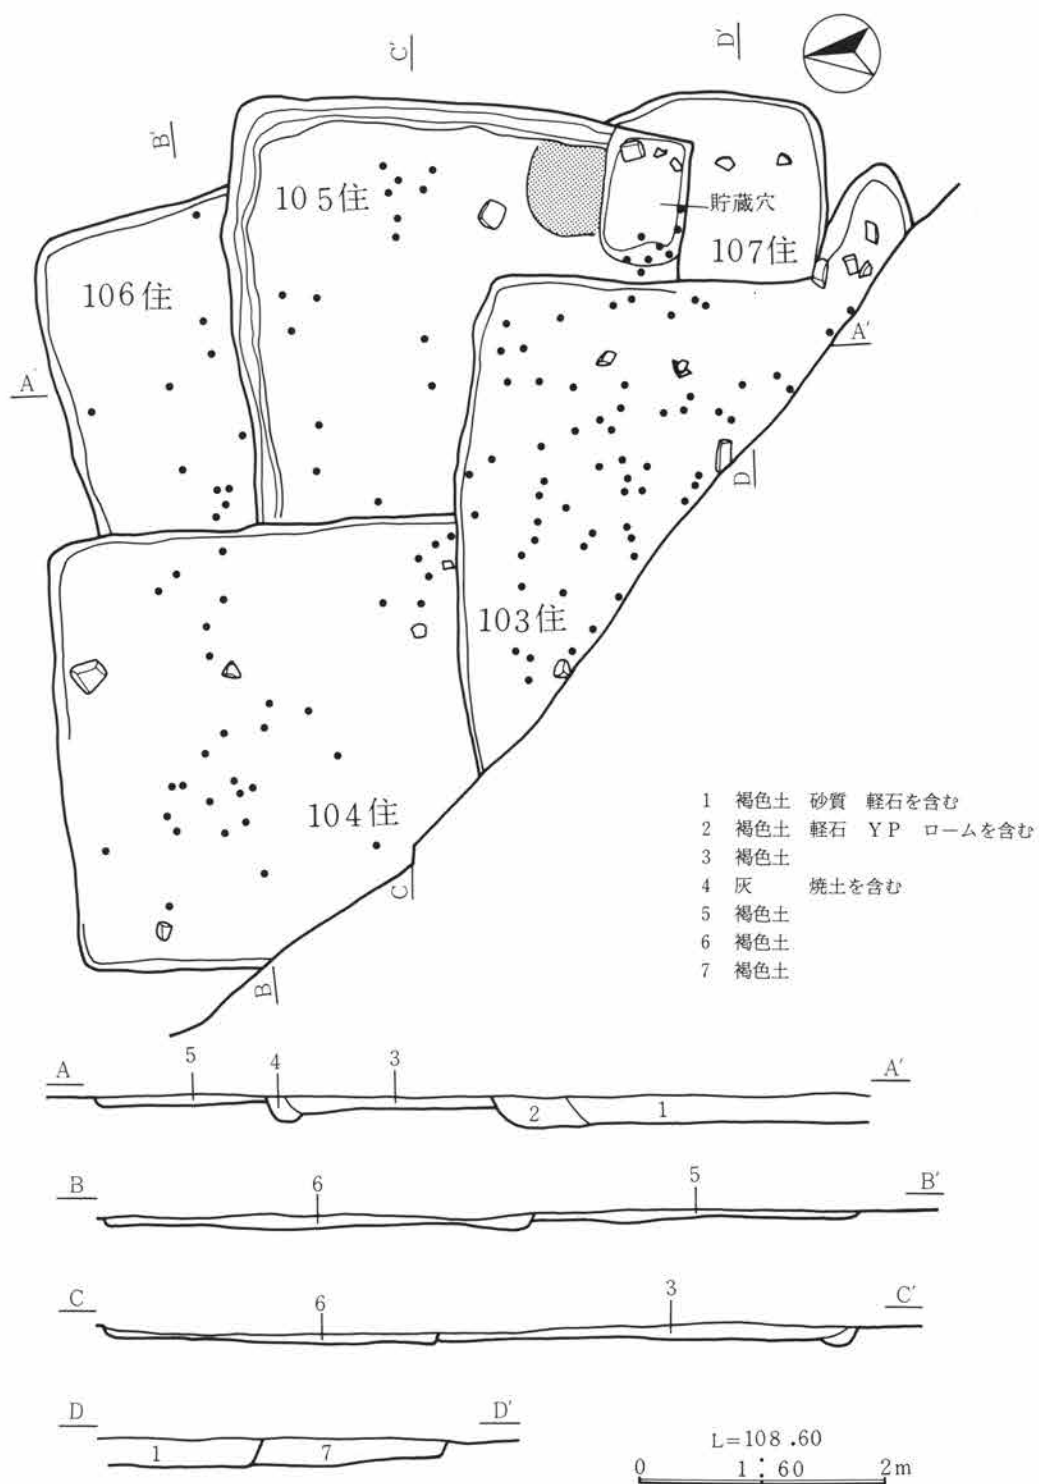 C'
D'
B'
105住
貯蔵穴
107住
106住
A'
A
D
103住
104住
C
B
1 褐色土 砂質 軽石を含む
2 褐色土 軽石 YP ロームを含む
3 褐色土
4 灰 焼土を含む
5 褐色土
6 褐色土
7 褐色土
A 5 4 3 A'
2 1
B 6 5 B'
C 6 3 C'
D D'
1 7
L=108.60
0 1:60 2m